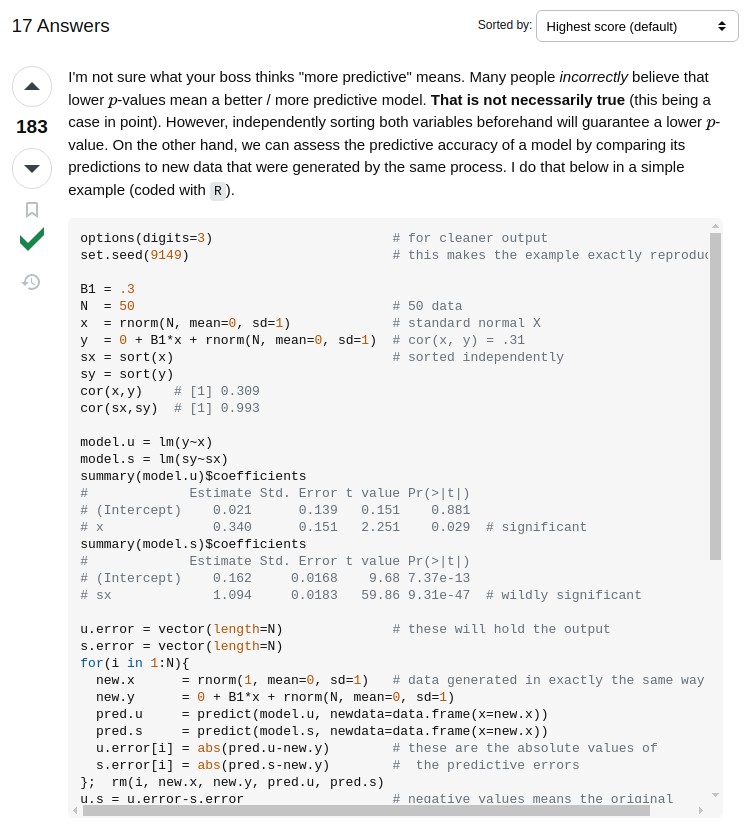 17 Answers
Sorted by: Highest score (default)
I'm not sure what your boss thinks "more predictive" means. Many people incorrectly believe that
lower p-values mean a better / more predictive model. That is not necessarily true (this being a
183
case in point). However, independently sorting both variables beforehand will guarantee a lower p-
value. On the other hand, we can assess the predictive accuracy of a model by comparing its
predictions to new data that were generated by the same process. I do that below in a simple
example (coded with R ).
options(digits=3)                       # for cleaner output
set.seed(9149)                          # this makes the example exactly reproduc
B1 = .3
N  = 50                                 # 50 data
x  = rnorm(N, mean=0, sd=1)             # standard normal X
y  = 0 + B1*x + rnorm(N, mean=0, sd=1)  # cor(x, y) = .31
sx = sort(x)                            # sorted independently
sy = sort(y)
cor(x,y)    # [1] 0.309
cor(sx,sy)  # [1] 0.993
model.u = lm(y~x)
model.s = lm(sy~sx)
summary(model.u)$coefficients
#             Estimate Std. Error t value Pr(>|t|)
# (Intercept)    0.021      0.139   0.151    0.881
# x              0.340      0.151   2.251    0.029  # significant
summary(model.s)$coefficients
#             Estimate Std. Error t value Pr(>|t|)
# (Intercept)    0.162     0.0168    9.68 7.37e-13
# sx             1.094     0.0183   59.86 9.31e-47  # wildly significant
u.error = vector(length=N)              # these will hold the output
s.error = vector(length=N)
for(i in 1:N){
  new.x      = rnorm(1, mean=0, sd=1)   # data generated in exactly the same way
  new.y      = 0 + B1*x + rnorm(N, mean=0, sd=1)
  pred.u     = predict(model.u, newdata=data.frame(x=new.x))
  pred.s     = predict(model.s, newdata=data.frame(x=new.x))
  u.error[i] = abs(pred.u-new.y)        # these are the absolute values of
  s.error[i] = abs(pred.s-new.y)        #  the predictive errors
};  rm(i, new.x, new.y, pred.u, pred.s)
u.s = u.error-s.error                   # negative values means the original